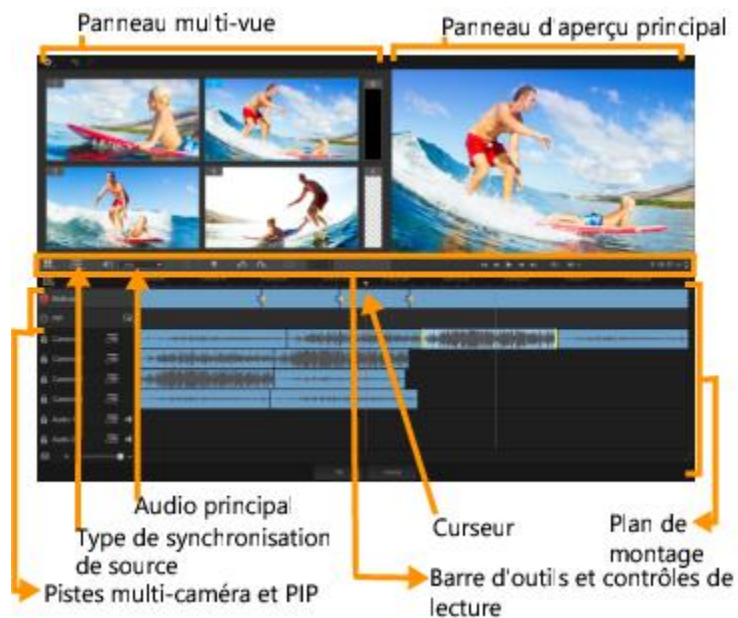 Panneau multi-vue
Panneau d'aperçu principal
Audio principal
Type de synchronisation
de source
Pistes multi-caméra et PIP
Curseur
Barre d'outils et contrôles de
lecture
Plan de
montage